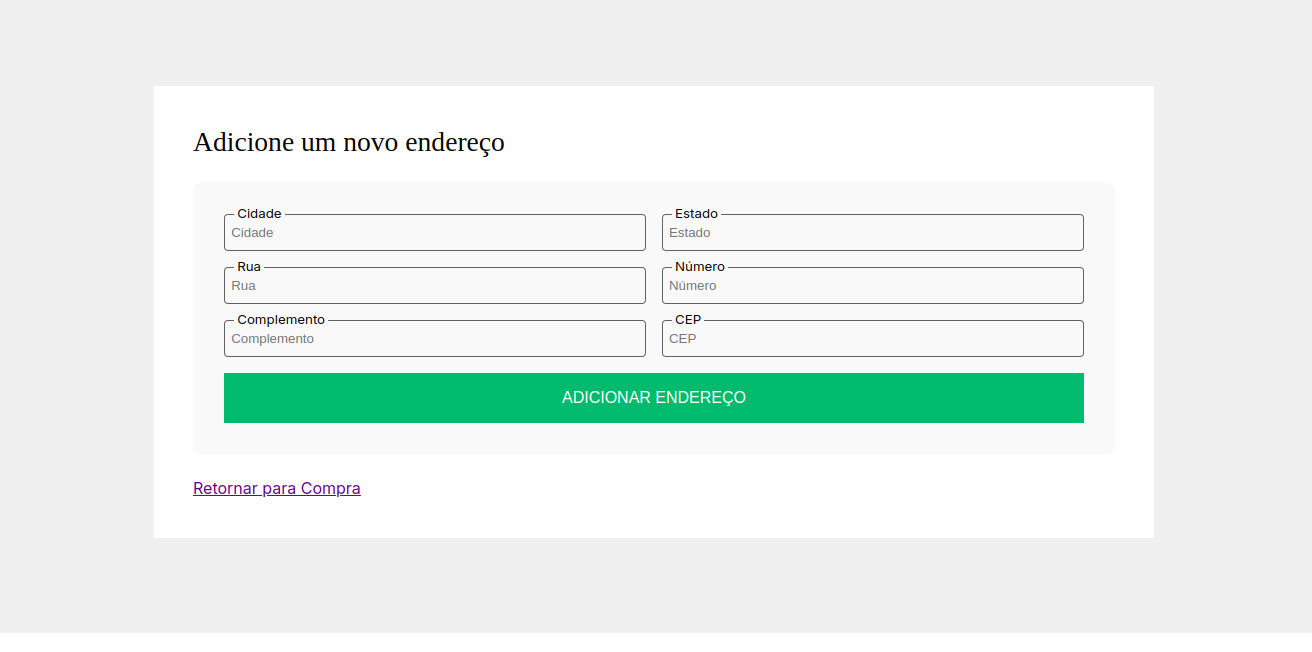 Adicione um novo endereço
Cidade
Cidade
Estado
Estado
Rua
Rua
Número
Número
Complemento
Complemento
CEP
CEP
ADICIONAR ENDEREÇO
Retornar para Compra